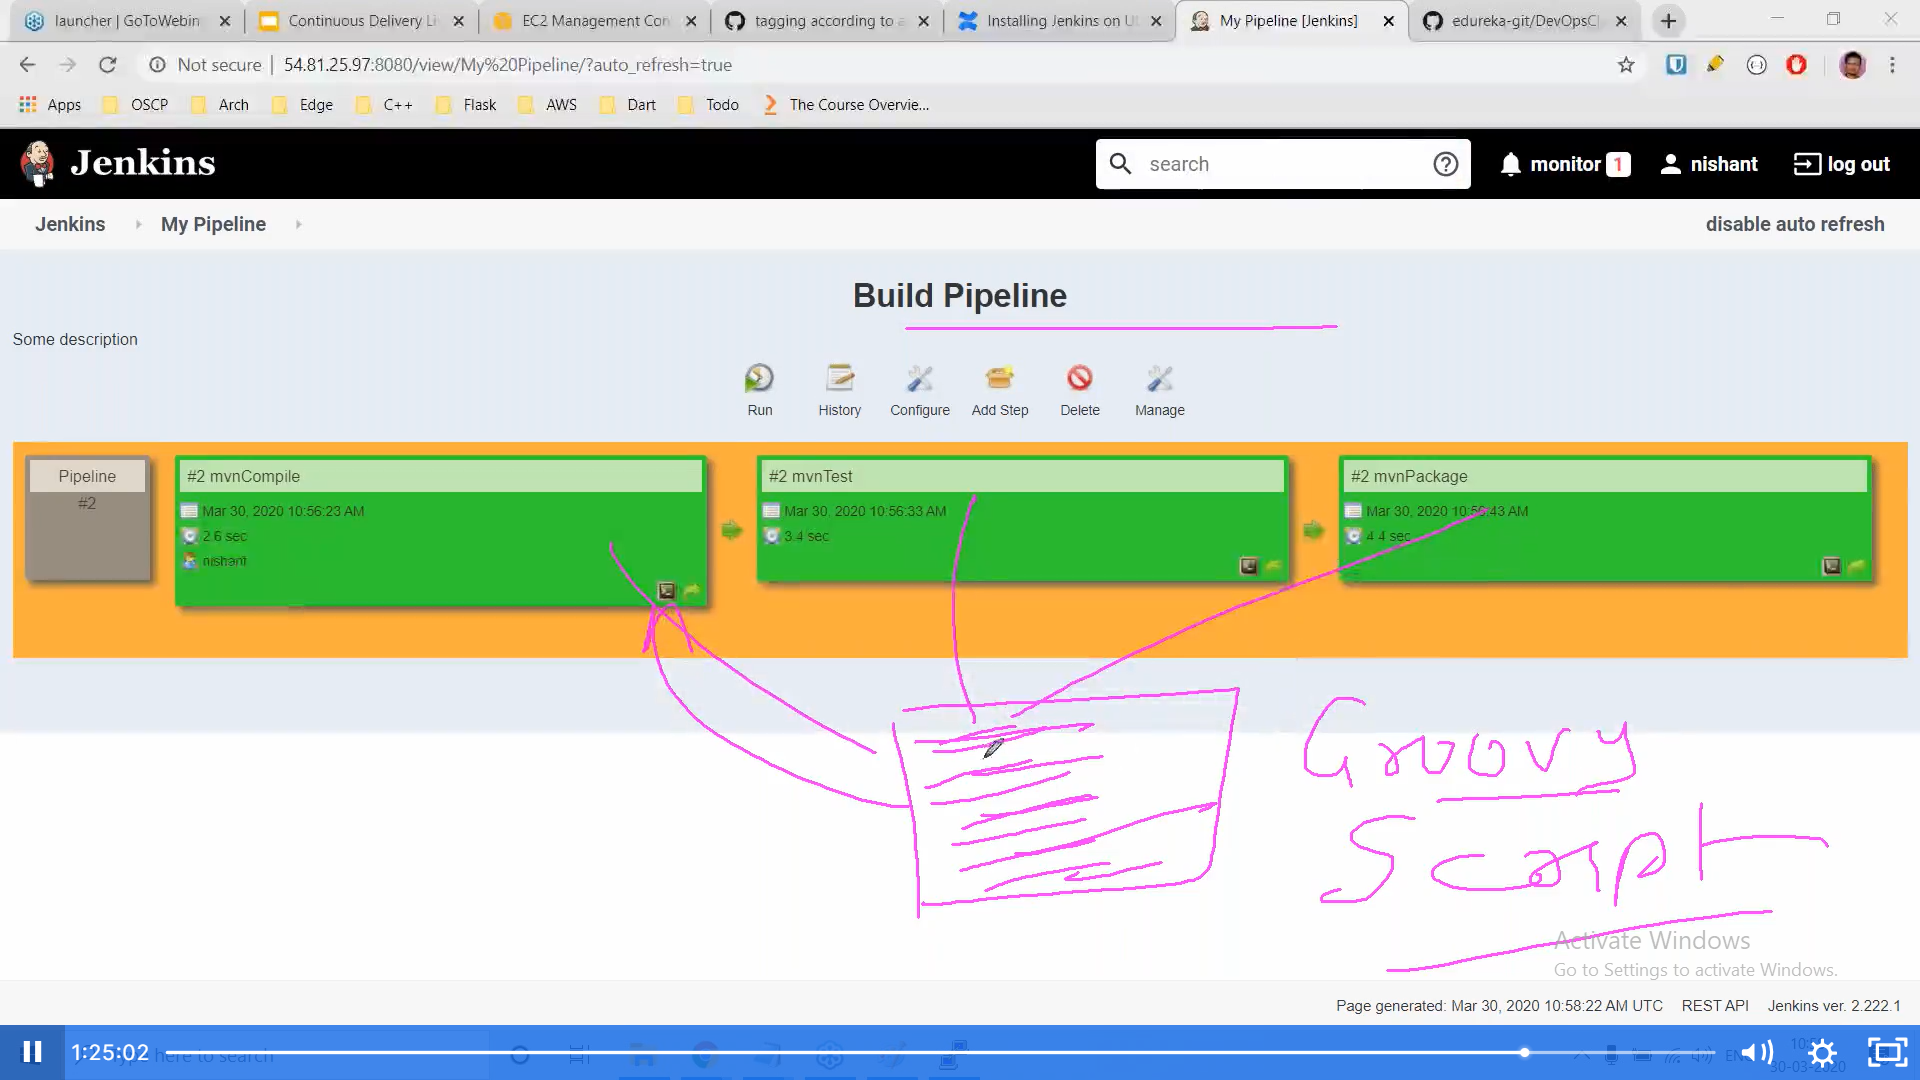 launcher | GoToWebin
Continuous Delivery Li
EC2 Management Con
tagging according to a
Installing Jenkins on U
My Pipeline [Jenkins]
edureka-git/DevOpsCl
Not secure | 54.81.25.97:8080/view/My%20Pipeline/?auto_refresh=true
Apps OSCP Arch Edge C++ Flask AWS Dart Todo The Course Overvie...
Jenkins search monitor 1 nishant log out
Jenkins My Pipeline disable auto refresh
Build Pipeline
Some description
Run History Configure Add Step Delete Manage
Pipeline
#2
#2 mvnCompile
Mar 30, 2020 10:56:23 AM
2.6 sec
nishant
#2 mvnTest
Mar 30, 2020 10:56:33 AM
3.4 sec
#2 mvnPackage
Mar 30, 2020 10:56:43 AM
4.4 sec
Groovy
Script
Activate Windows
Go to Settings to activate Windows.
Page generated: Mar 30, 2020 10:58:22 AM UTC REST API Jenkins ver. 2.222.1
1:25:02 here to search
30-03-2020